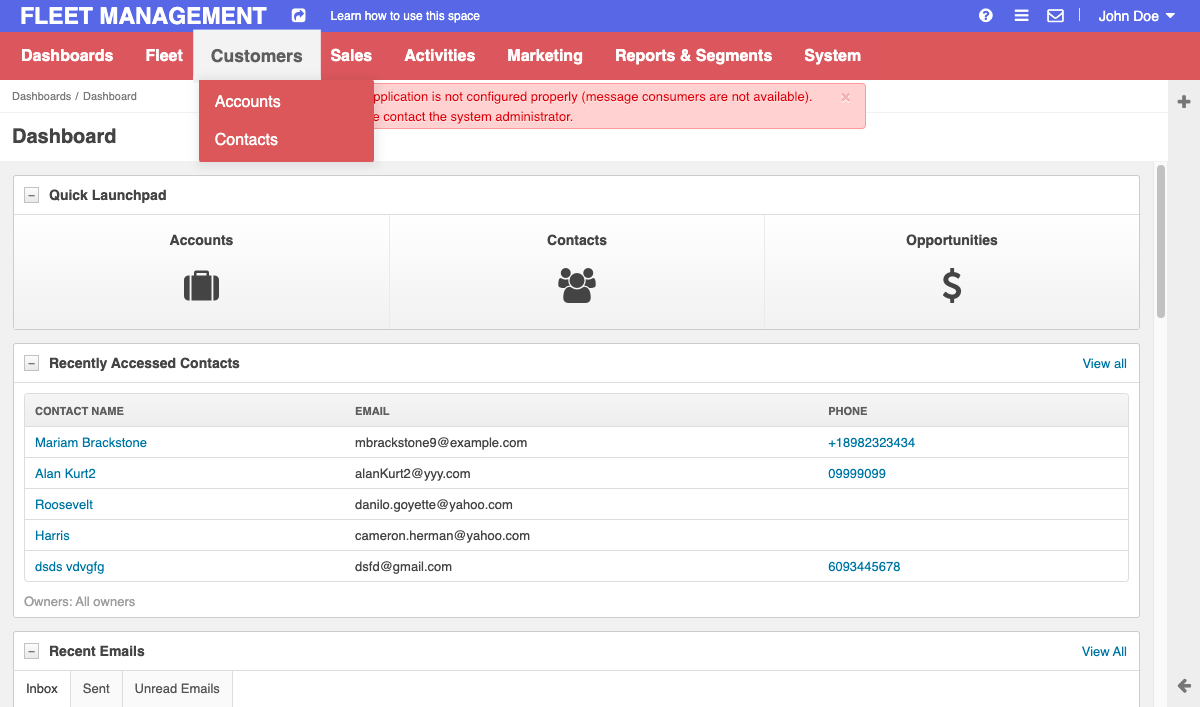 FLEET MANAGEMENT
Learn how to use this space
John Doe
Dashboards
Fleet
Customers
Sales
Activities
Marketing
Reports & Segments
System
Accounts
Contacts
Dashboards / Dashboard
pplication is not configured properly (message consumers are not available).
e contact the system administrator.
×
Dashboard
Quick Launchpad
Accounts
Contacts
Opportunities
Recently Accessed Contacts
View all
CONTACT NAME EMAIL PHONE
Mariam Brackstone mbrackstone9@example.com +18982323434
Alan Kurt2 alanKurt2@yyy.com 09999099
Roosevelt danilo.goyette@yahoo.com
Harris cameron.herman@yahoo.com
dsds vdvgfg dsfd@gmail.com 6093445678
Owners: All owners
Recent Emails
View All
Inbox
Sent
Unread Emails